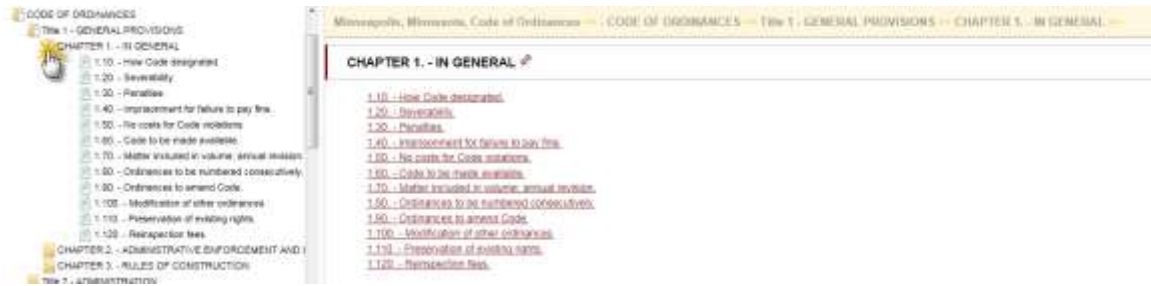 CODE OF ORDINANCES
Title 1 - GENERAL PROVISIONS
CHAPTER 1. - IN GENERAL
1.10. - How Code designated.
1.20. - Severability.
1.30. - Penalties.
1.40. - Imprisonment for failure to pay fine.
1.50. - No costs for Code violations.
1.60. - Code to be made available.
1.70. - Matter included in volume; annual revision.
1.80. - Ordinances to be numbered consecutively.
1.90. - Ordinances to amend Code.
1.100. - Modification of other ordinances.
1.110. - Preservation of existing rights.
1.120. - Reinspection fees.
CHAPTER 2. - ADMINISTRATIVE ENFORCEMENT AND
CHAPTER 3. - RULES OF CONSTRUCTION
Title 2 - ADMINISTRATION
Minneapolis, Minnesota, Code of Ordinances CODE OF ORDINANCES Title 1 - GENERAL PROVISIONS CHAPTER 1. - IN GENERAL
CHAPTER 1. - IN GENERAL
1.10. - How Code designated.
1.20. - Severability.
1.30. - Penalties.
1.40. - Imprisonment for failure to pay fine.
1.50. - No costs for Code violations.
1.60. - Code to be made available.
1.70. - Matter included in volume; annual revision.
1.80. - Ordinances to be numbered consecutively.
1.90. - Ordinances to amend Code.
1.100. - Modification of other ordinances.
1.110. - Preservation of existing rights.
1.120. - Reinspection fees.